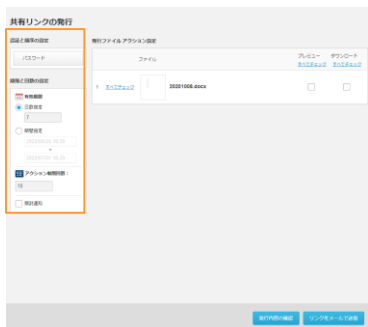 共有リンクの発行
認証と権限の設定
パスワード
期限と回数の設定
有効期限
日数指定
7
期間指定
アクション制限回数：
10
開封通知
発行ファイル アクション設定
ファイル
プレビュー ダウンロード
すべてチェック すべてチェック
1 すべてチェック 20201008.docx
発行内容の確認 リンクをメールで送信